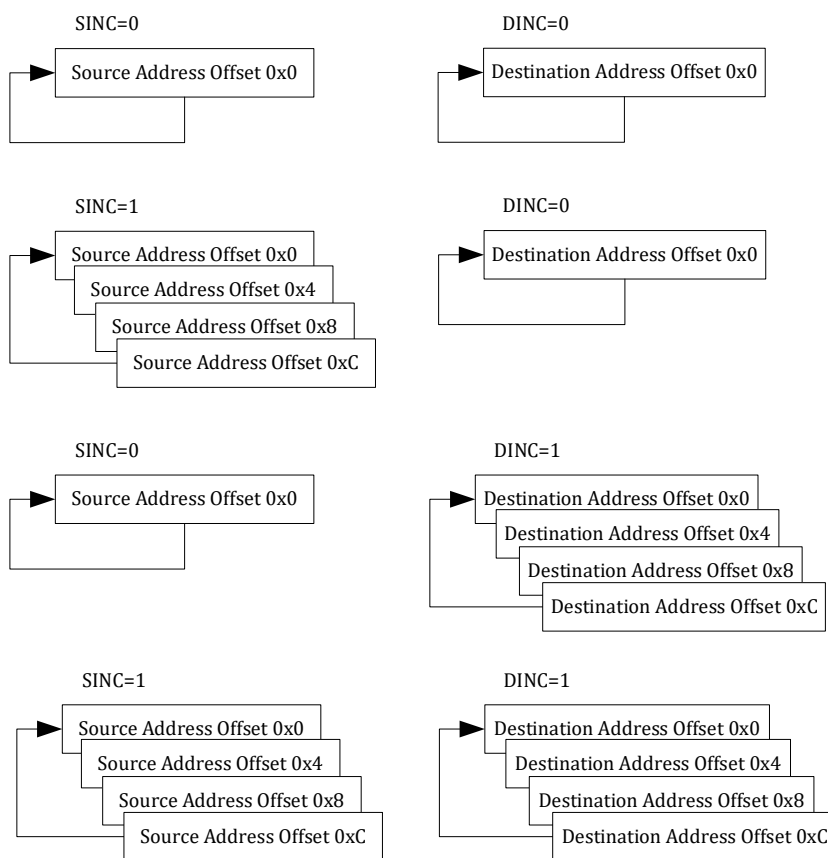 SINC=0
DINC=0
Source Address Offset 0x0
Destination Address Offset 0x0
SINC=1
DINC=0
Source Address Offset 0x0
Destination Address Offset 0x0
Source Address Offset 0x4
Source Address Offset 0x8
Source Address Offset 0xC
SINC=0
DINC=1
Source Address Offset 0x0
Destination Address Offset 0x0
Destination Address Offset 0x4
Destination Address Offset 0x8
Destination Address Offset 0xC
SINC=1
DINC=1
Source Address Offset 0x0
Destination Address Offset 0x0
Source Address Offset 0x4
Destination Address Offset 0x4
Source Address Offset 0x8
Destination Address Offset 0x8
Source Address Offset 0xC
Destination Address Offset 0xC